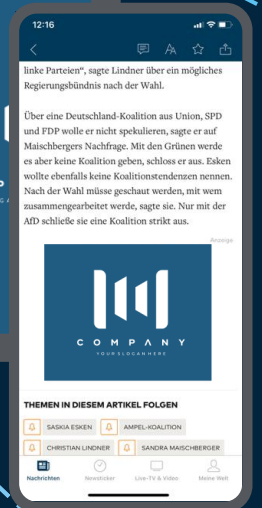 12:16
linke Parteien“, sagte Lindner über ein mögliches
Regierungsbündnis nach der Wahl.
Über eine Deutschland-Koalition aus Union, SPD
und FDP wolle er nicht spekulieren, sagte er auf
Maischbergers Nachfrage. Mit den Grünen werde
es aber keine Koalition geben, schloss er aus. Esken
wollte ebenfalls keine Koalitionstendenzen nennen.
Nach der Wahl müsse geschaut werden, mit wem
zusammengearbeitet werde, sagte sie. Nur mit der
AfD schließe sie eine Koalition strikt aus.
Anzeige
COMPANY
YOUR SLOGAN HERE
THEMEN IN DIESEM ARTIKEL FOLGEN
SASKIA ESKEN AMPEL-KOALITION
CHRISTIAN LINDNER SANDRA MAISCHBERGER
Nachrichten Newsticker Live-TV & Video Meine Welt